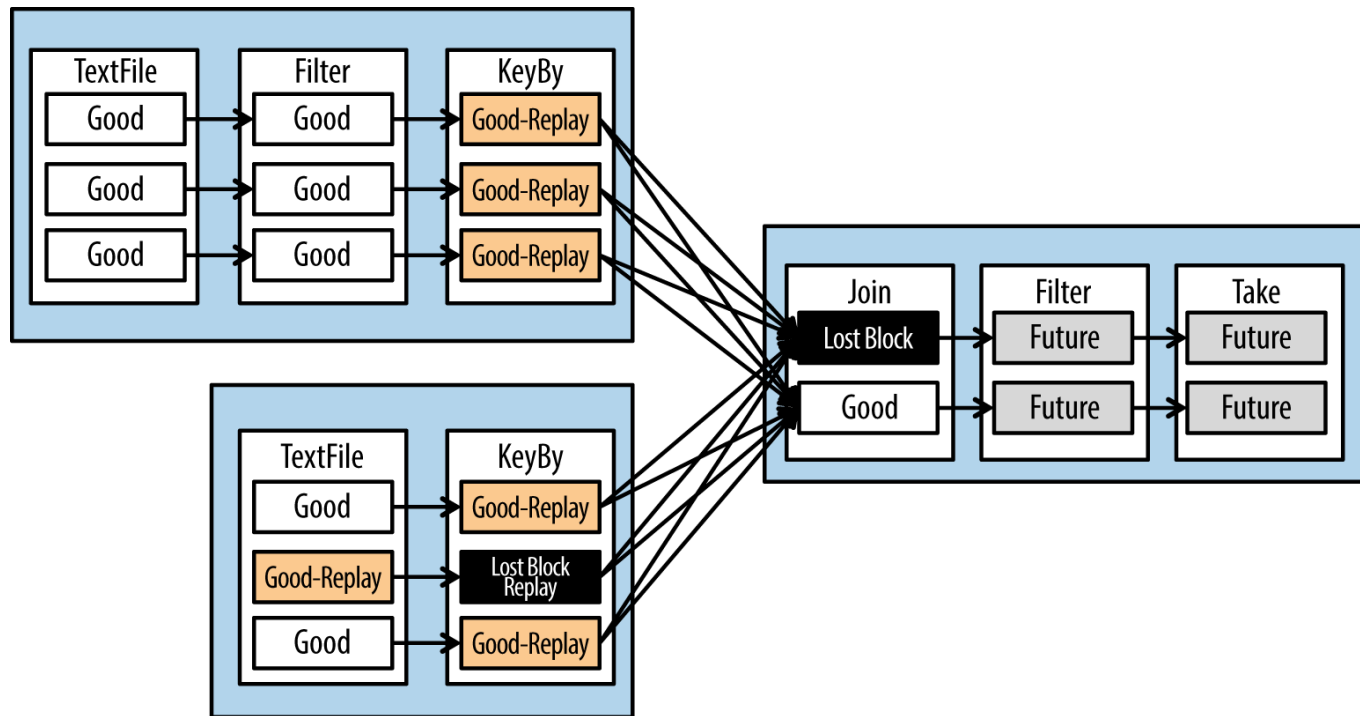 TextFile
Filter
KeyBy
Good
Good
Good-Replay
Good
Good
Good-Replay
Good
Good
Good-Replay
Join
Filter
Take
Lost Block
Future
Future
Good
Future
Future
TextFile
KeyBy
Good
Good-Replay
Good-Replay
Lost Block
Replay
Good
Good-Replay